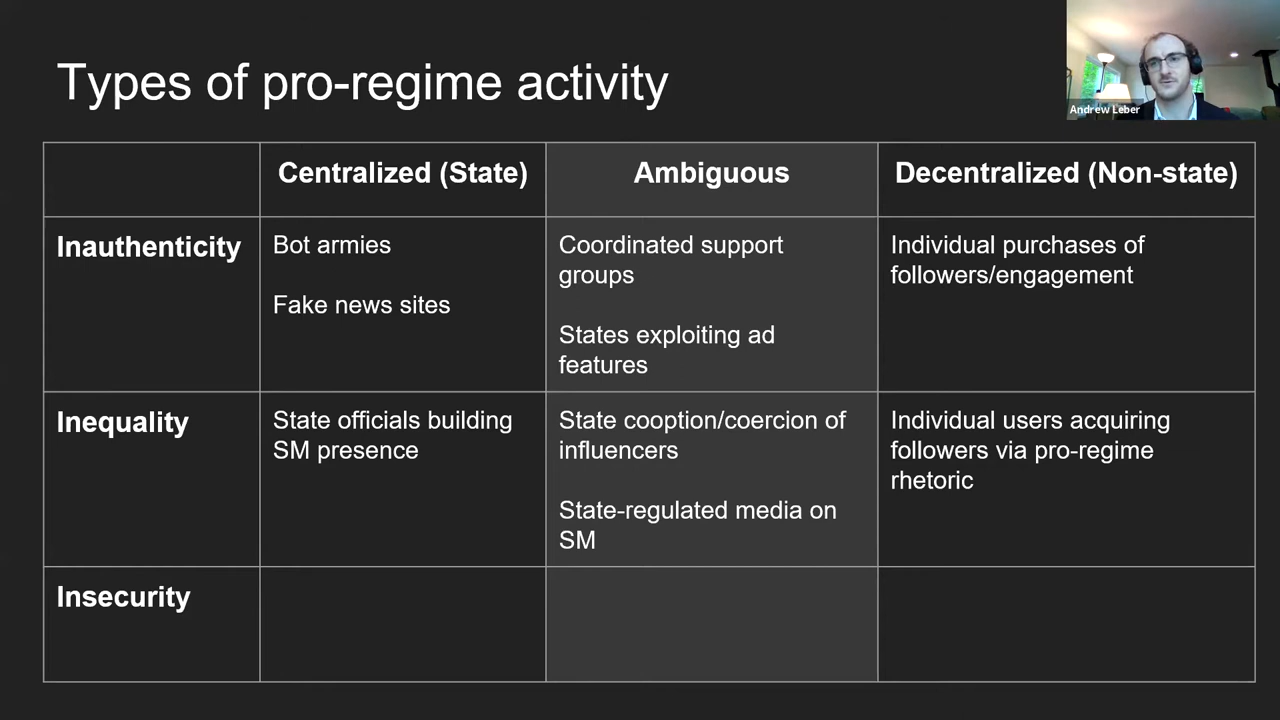 Types of pro-regime activity
Andrew Leber
Centralized (State)
Ambiguous
Decentralized (Non-state)
Inauthenticity
Bot armies
Fake news sites
Coordinated support
groups
States exploiting ad
features
Individual purchases of
followers/engagement
Inequality
State officials building
SM presence
State cooption/coercion of
influencers
State-regulated media on
SM
Individual users acquiring
followers via pro-regime
rhetoric
Insecurity